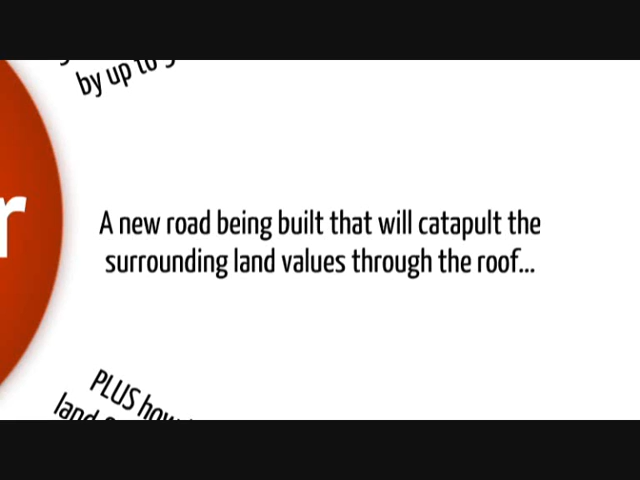 by up to
r
A new road being built that will catapult the
surrounding land values through the roof...
PLUS how
land